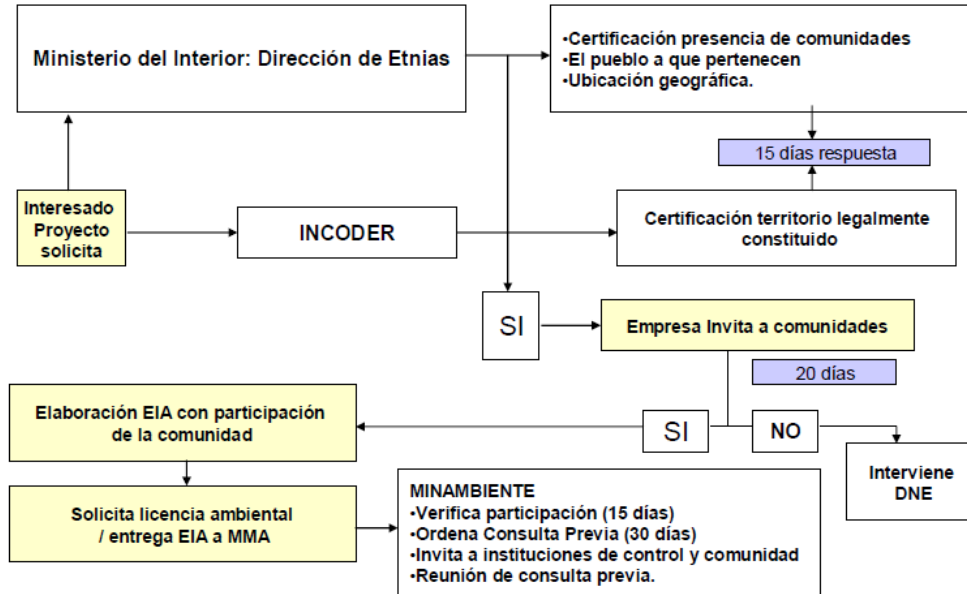 Ministerio del Interior: Dirección de Etnias
•Certificación presencia de comunidades
•El pueblo a que pertenecen
•Ubicación geográfica.
15 días respuesta
Interesado
Proyecto
solicita
INCODER
Certificación territorio legalmente
constituido
SI
Empresa Invita a comunidades
20 días
Elaboración EIA con participación
de la comunidad
SI
NO
Interviene
DNE
Solicita licencia ambiental
/ entrega EIA a MMA
MINAMBIENTE
•Verifica participación (15 días)
•Ordena Consulta Previa (30 días)
•Invita a instituciones de control y comunidad
•Reunión de consulta previa.